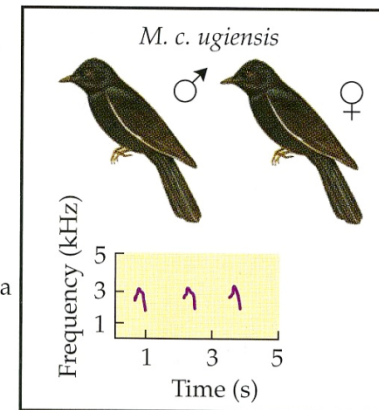 M. c. ugiensis
♂ ♀
a
Frequency (kHz)
5
3
1
1 3 5
Time (s)